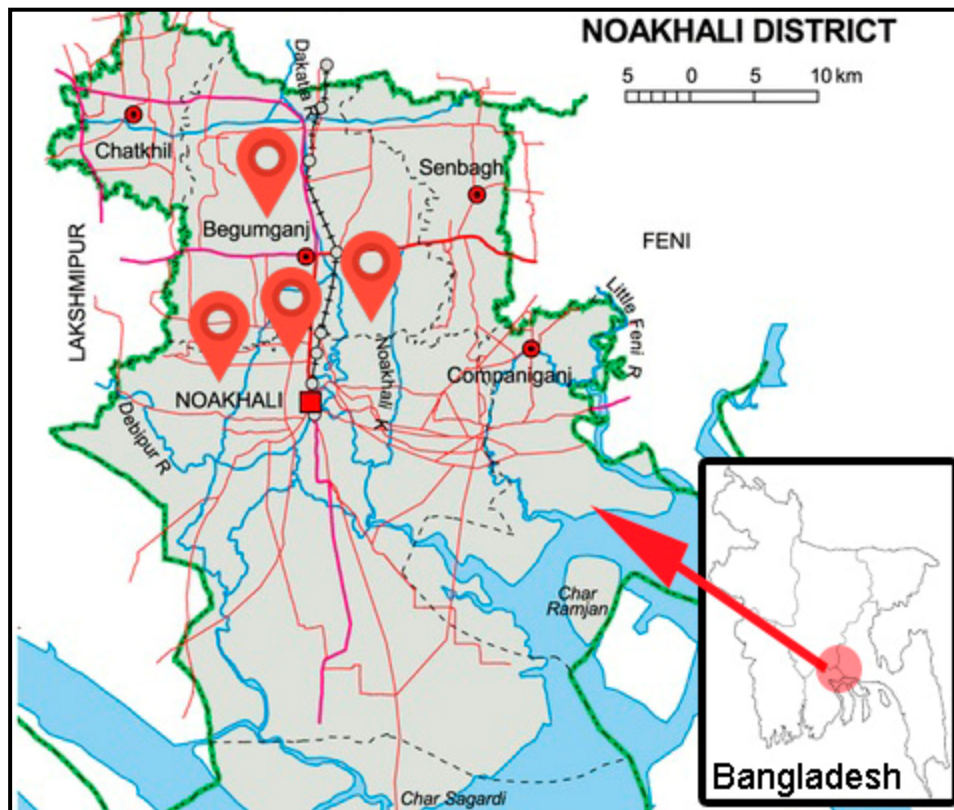 NOAKHALI DISTRICT
5 0 5 10 km
Dakatia R
Chatkhil
Senbagh
Begumganj
FENI
LAKSHMIPUR
Little Feni R
Noakhali K
Companiganj
NOAKHALI
Debipur R
Char
Ramjan
Char Sagardi
Bangladesh